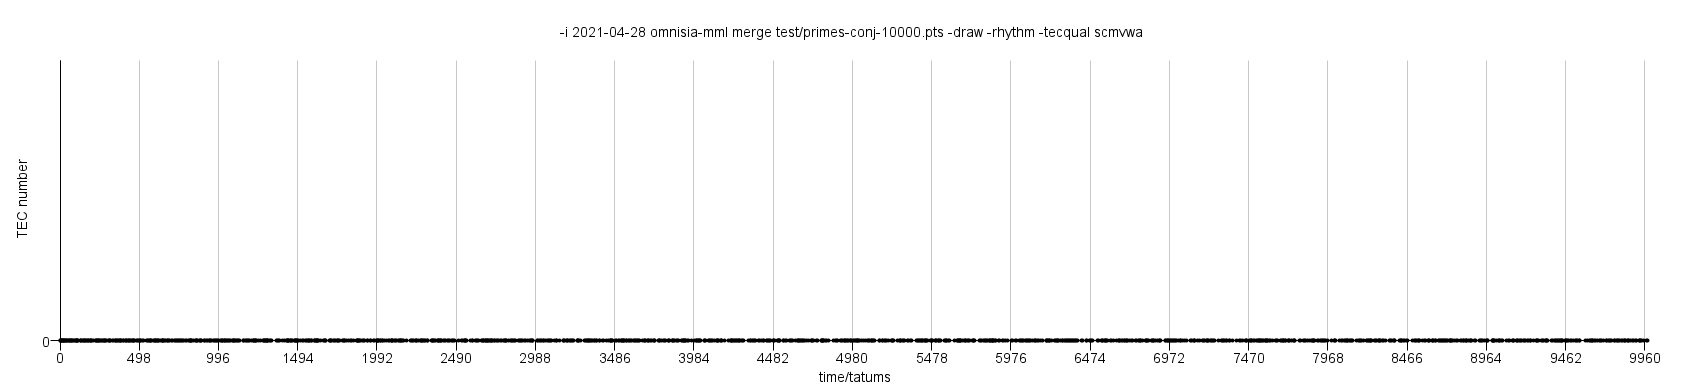 -i 2021-04-28 omnisia-mml merge test/primes-conj-10000.pts -draw -rhythm -tecqual scmvwa
TEC number
0
0 498 996 1494 1992 2490 2988 3486 3984 4482 4980 5478 5976 6474 6972 7470 7968 8466 8964 9462 9960
time/tatums